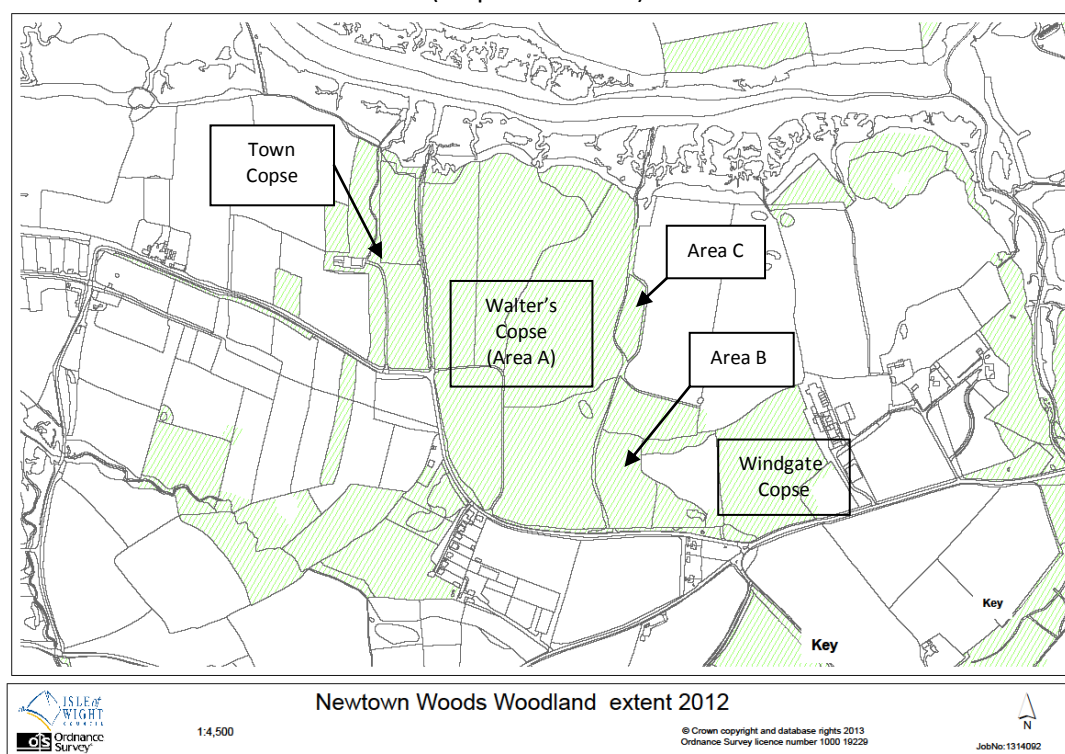 Town
Copse
Area C
Walter's
Copse
(Area A)
Area B
Windgate
Copse
Key
Key
Newtown Woods Woodland extent 2012
ISLE of
WIGHT
COUNCIL
Ordnance
Survey
1:4,500
© Crown copyright and database rights 2013
Ordnance Survey licence number 1000 19229
N
JobNo:1314092